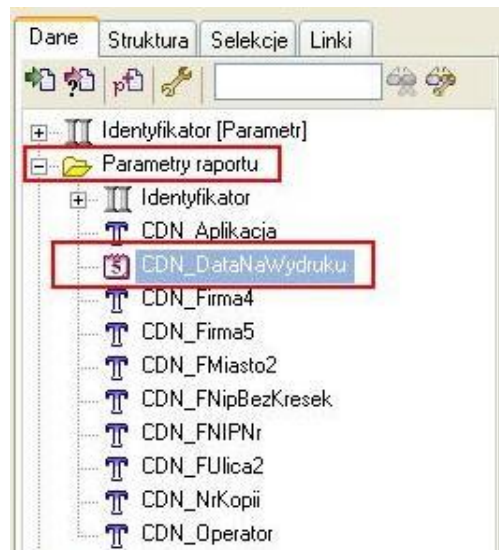 Dane Struktura Selekcje Linki
Identyfikator [Parametr]
Parametry raportu
Identyfikator
CDN_Aplikacja
CDN_DataNaWydruku
CDN_Firma4
CDN_Firma5
CDN_FMiasto2
CDN_FNipBezKresek
CDN_FNIPNr
CDN_FUlica2
CDN_NrKopii
CDN_Operator